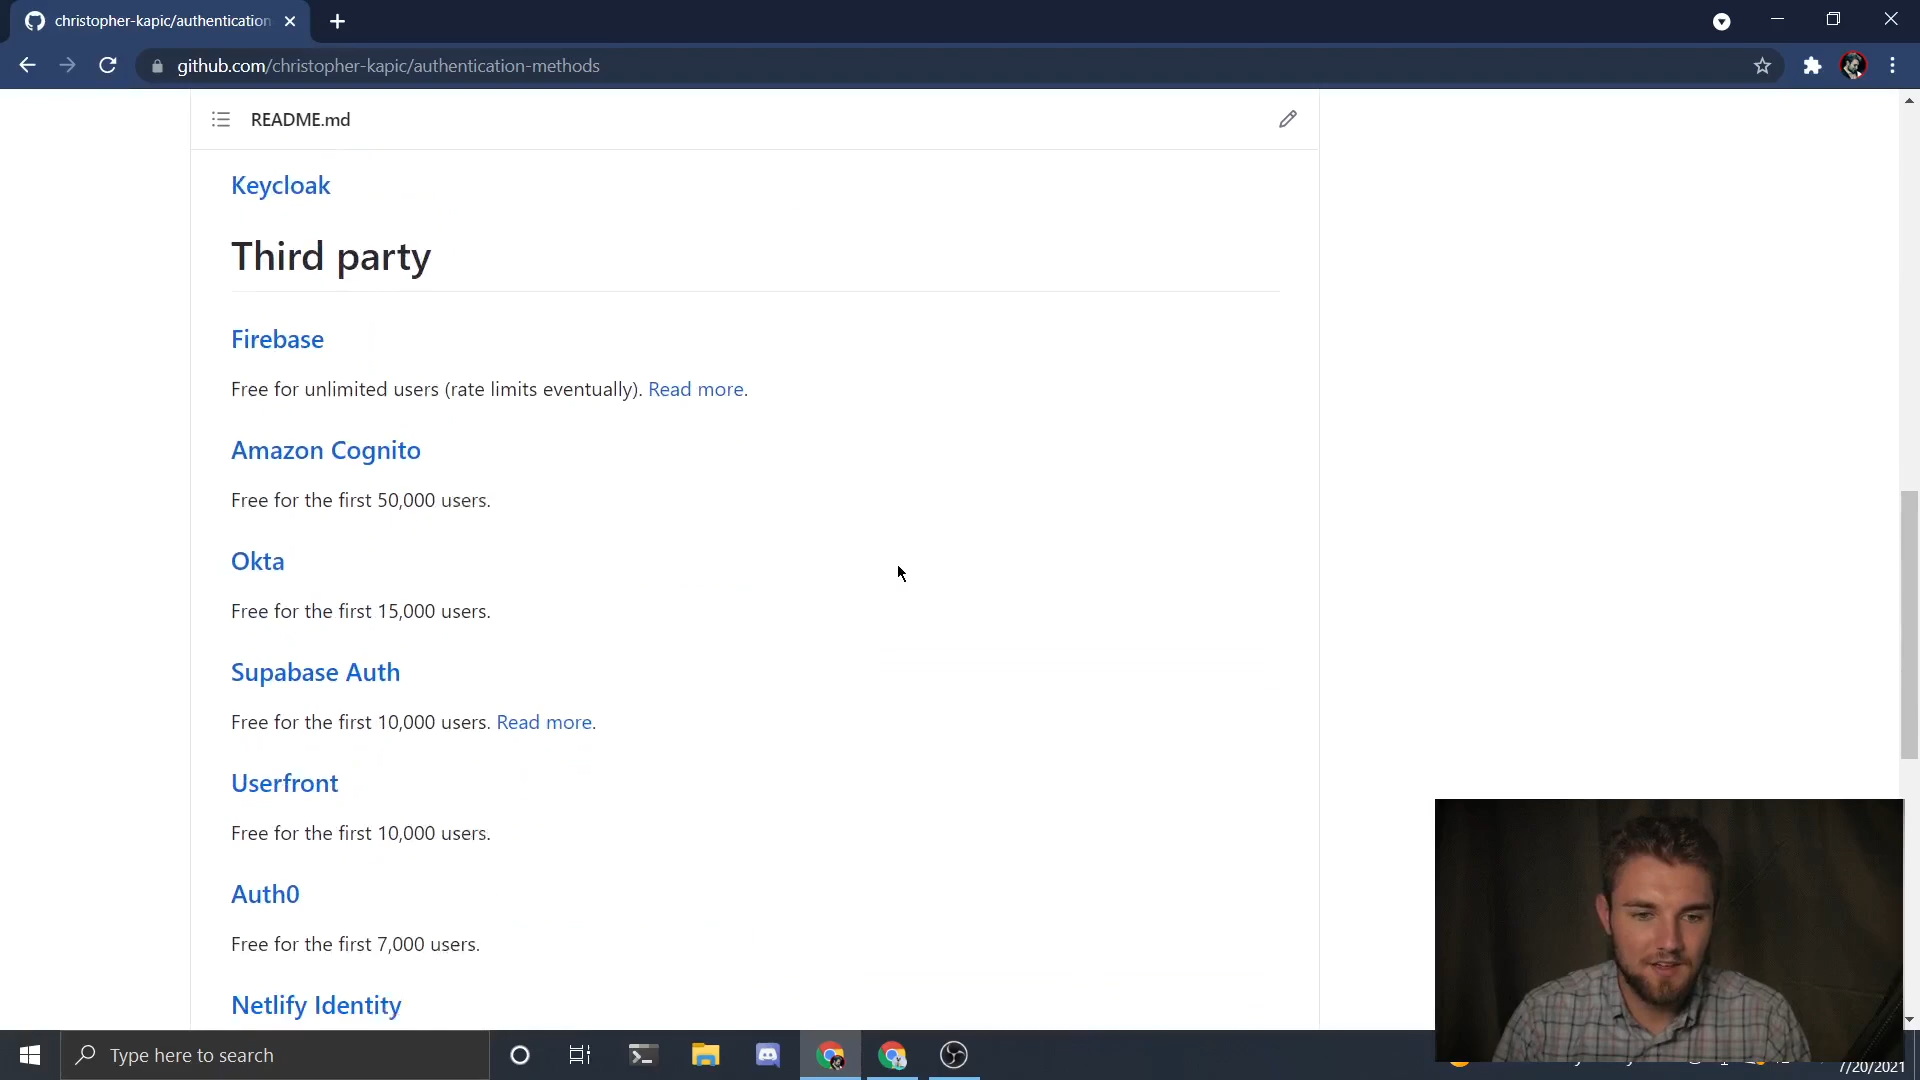 christopher-kapic/authentication
github.com/christopher-kapic/authentication-methods
README.md
Keycloak
Third party
Firebase
Free for unlimited users (rate limits eventually). Read more.
Amazon Cognito
Free for the first 50,000 users.
Okta
Free for the first 15,000 users.
Supabase Auth
Free for the first 10,000 users. Read more.
Userfront
Free for the first 10,000 users.
Auth0
Free for the first 7,000 users.
Netlify Identity
Type here to search
7/20/2021